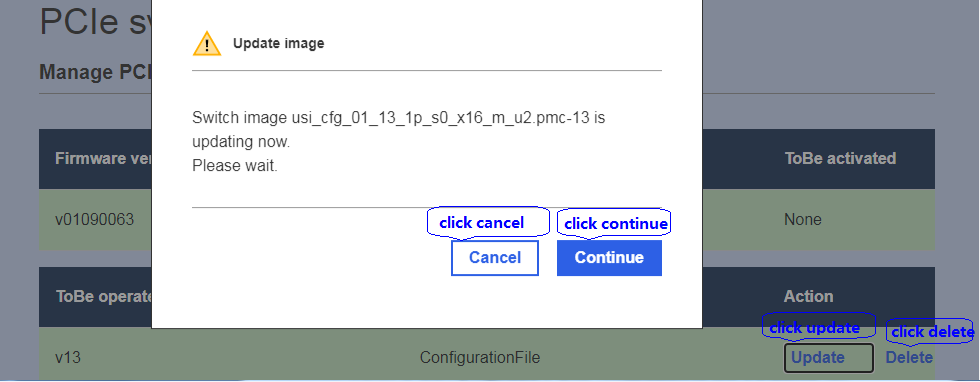 PCIe sv
Update image
Manage PCI
Switch image usi_cfg_01_13_1p_s0_x16_m_u2.pmc-13 is
updating now.
Please wait.
Firmware ver
ToBe activated
v01090063
None
click cancel
click continue
Cancel
Continue
ToBe operate
Action
click update
click delete
v13
ConfigurationFile
Update
Delete